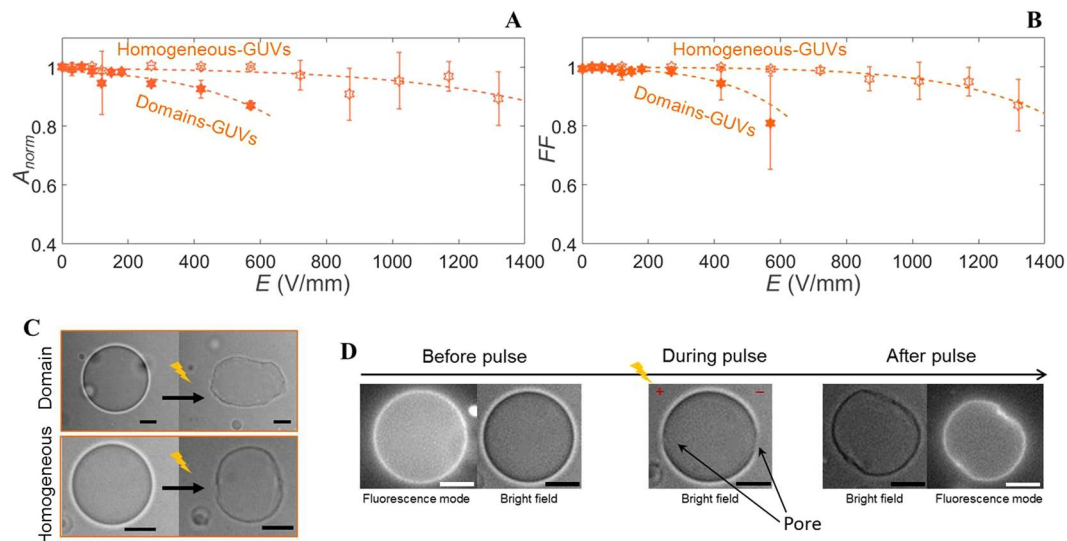 A
Homogeneous-GUVs
Domains-GUVs
A_norm
1
0.8
0.6
0.4
0 200 400 600 800 1000 1200 1400
E (V/mm)
B
Homogeneous-GUVs
Domains-GUVs
FF
1
0.8
0.6
0.4
0 200 400 600 800 1000 1200 1400
E (V/mm)
C
Domain
Homogeneous
D
Before pulse During pulse After pulse
+ −
Fluorescence mode Bright field Bright field Bright field Fluorescence mode
Pore